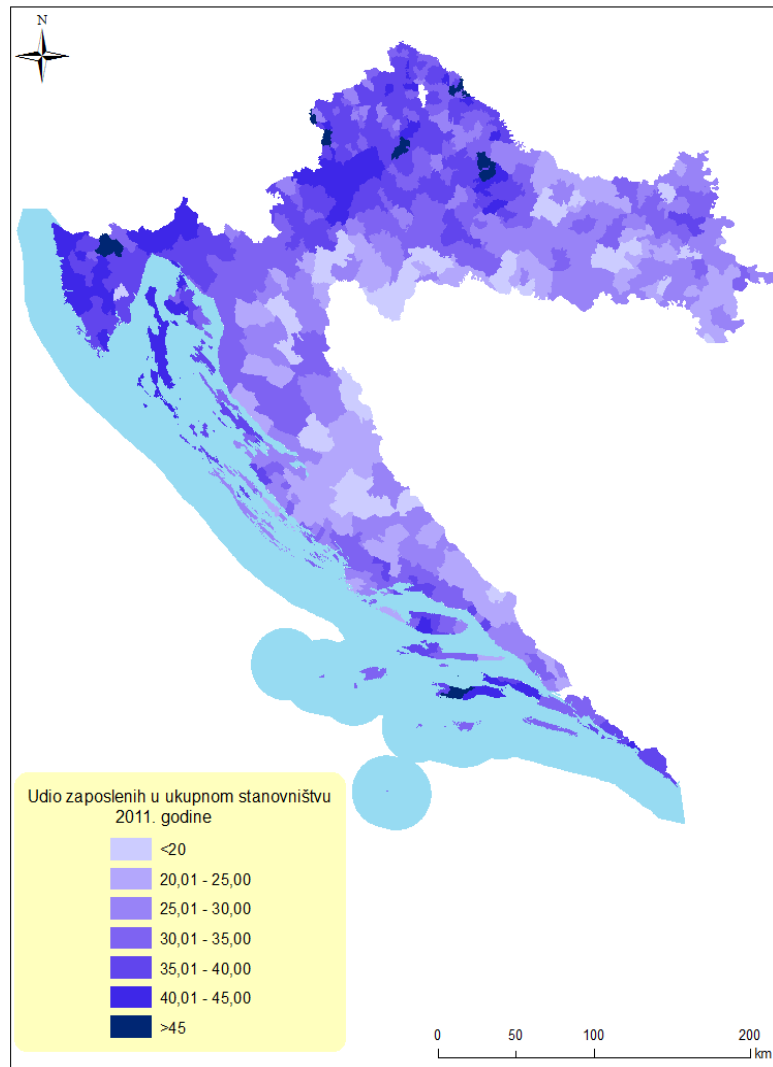 N
Udio zaposlenih u ukupnom stanovništvu
2011. godine
<20
20,01 - 25,00
25,01 - 30,00
30,01 - 35,00
35,01 - 40,00
40,01 - 45,00
>45
0 50 100 200
km